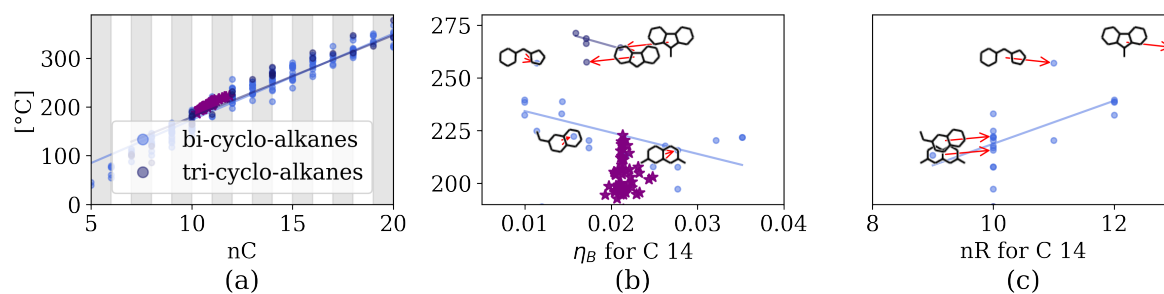 [°C]
300
200
100
0
bi-cyclo-alkanes
tri-cyclo-alkanes
5 10 15 20
nC
(a)
275
250
225
200
0.01 0.02 0.03 0.04
η_B for C 14
(b)
8 10 12
nR for C 14
(c)